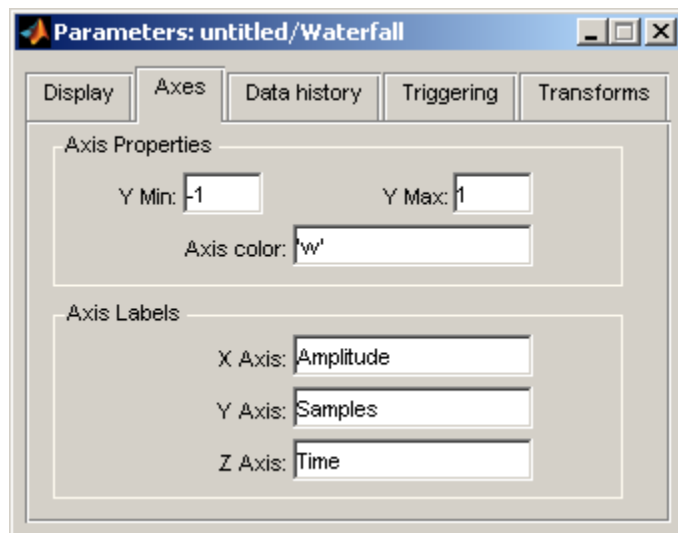 Parameters: untitled/Waterfall
Display Axes Data history Triggering Transforms
Axis Properties
Y Min: -1 Y Max: 1
Axis color: 'w'
Axis Labels
X Axis: Amplitude
Y Axis: Samples
Z Axis: Time